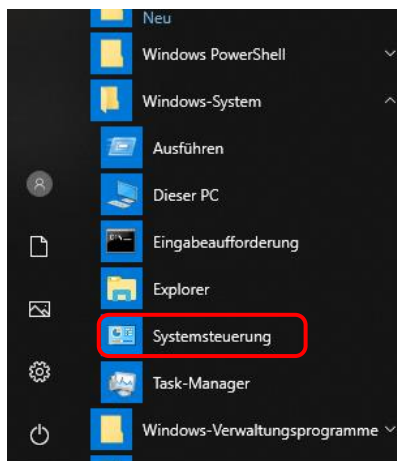 Neu
Windows PowerShell
Windows-System
Ausführen
Dieser PC
Eingabeaufforderung
Explorer
Systemsteuerung
Task-Manager
Windows-Verwaltungsprogramme